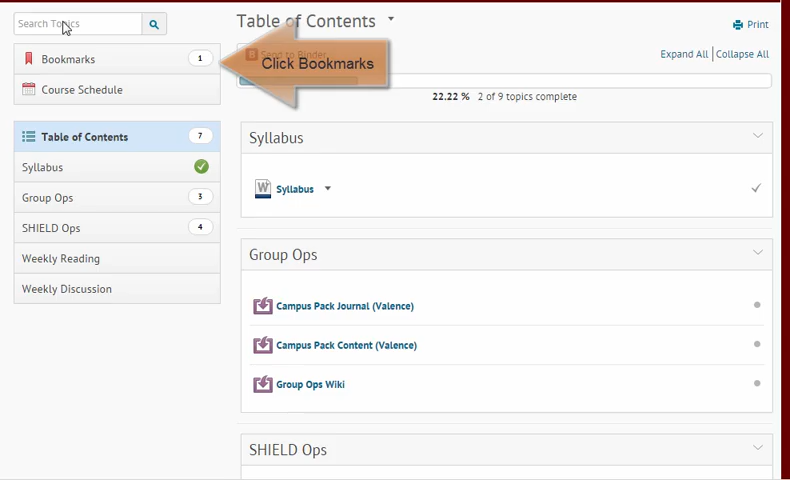 Search Topics
Bookmarks 1
Course Schedule
Table of Contents 7
Syllabus
Group Ops 3
SHIELD Ops 4
Weekly Reading
Weekly Discussion
Table of Contents
Print
Send to Binder
Click Bookmarks
Expand All | Collapse All
22.22 % 2 of 9 topics complete
Syllabus
W Syllabus
Group Ops
Campus Pack Journal (Valence)
Campus Pack Content (Valence)
Group Ops Wiki
SHIELD Ops